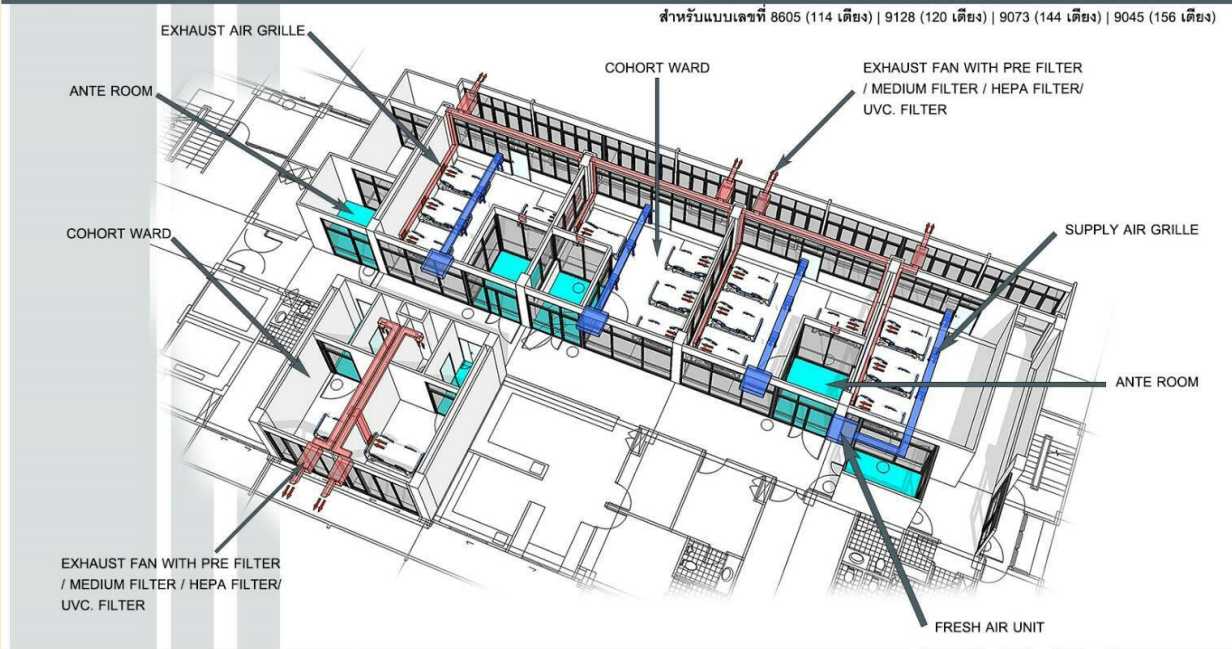 สำหรับแบบเลขที่ 8605 (114 เตียง) | 9128 (120 เตียง) | 9073 (144 เตียง) | 9045 (156 เตียง)
EXHAUST AIR GRILLE
COHORT WARD
EXHAUST FAN WITH PRE FILTER
/ MEDIUM FILTER / HEPA FILTER/
UVC. FILTER
ANTE ROOM
COHORT WARD
SUPPLY AIR GRILLE
ANTE ROOM
EXHAUST FAN WITH PRE FILTER
/ MEDIUM FILTER / HEPA FILTER/
UVC. FILTER
FRESH AIR UNIT